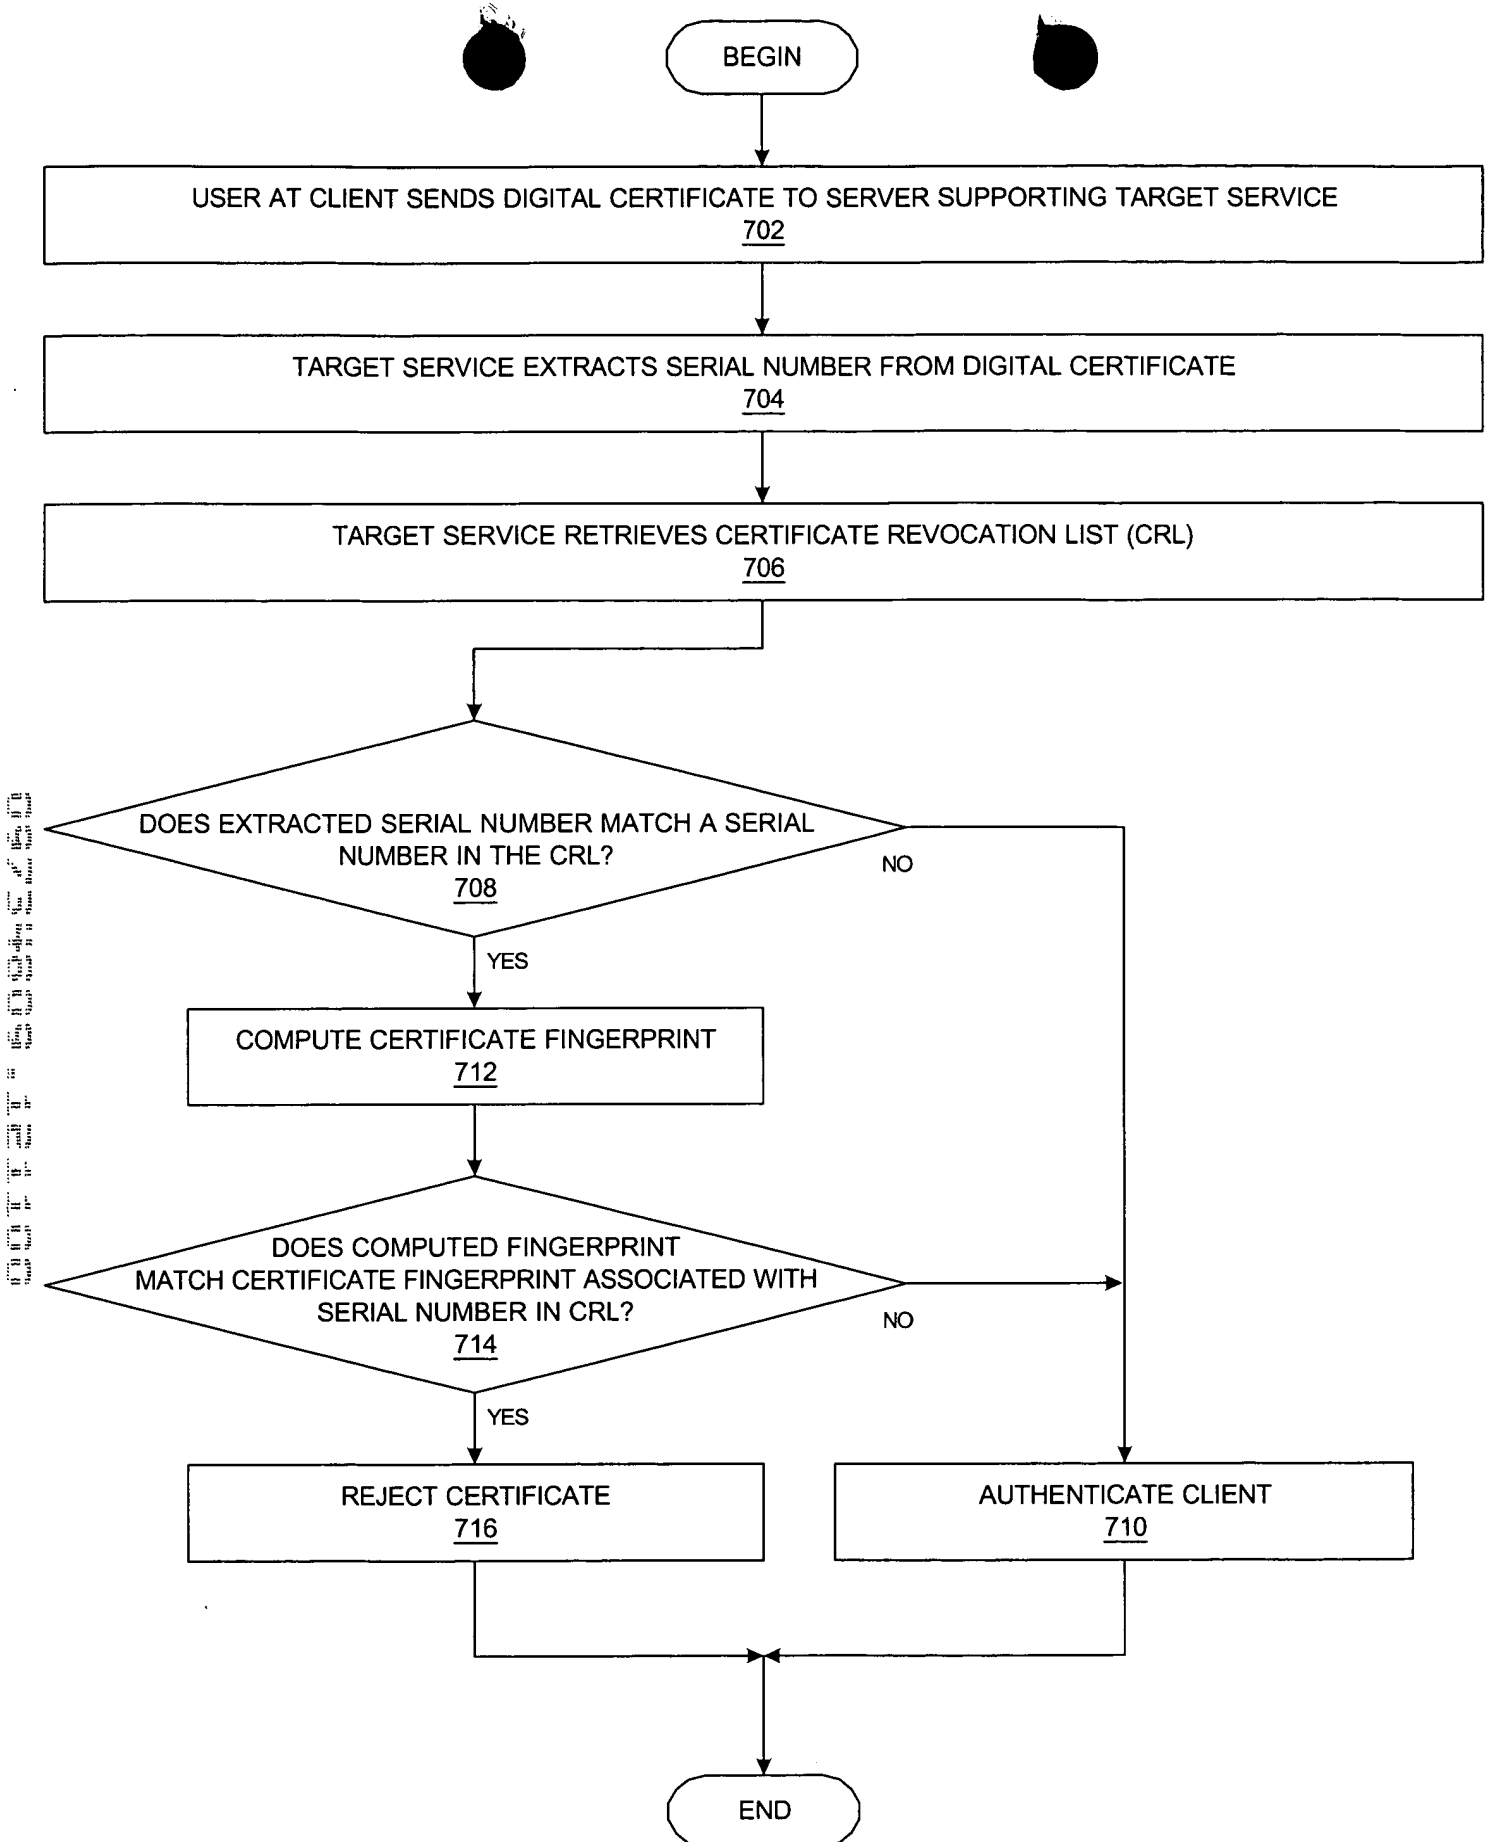 BEGIN
USER AT CLIENT SENDS DIGITAL CERTIFICATE TO SERVER SUPPORTING TARGET SERVICE
702
TARGET SERVICE EXTRACTS SERIAL NUMBER FROM DIGITAL CERTIFICATE
704
TARGET SERVICE RETRIEVES CERTIFICATE REVOCATION LIST (CRL)
706
DOES EXTRACTED SERIAL NUMBER MATCH A SERIAL
NUMBER IN THE CRL?
708
NO
YES
COMPUTE CERTIFICATE FINGERPRINT
712
DOES COMPUTED FINGERPRINT
MATCH CERTIFICATE FINGERPRINT ASSOCIATED WITH
SERIAL NUMBER IN CRL?
714
NO
YES
REJECT CERTIFICATE
716
AUTHENTICATE CLIENT
710
END